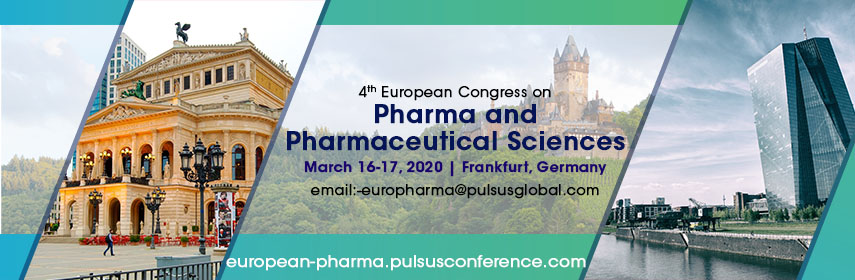 4th European Congress on
Pharma and
Pharmaceutical Sciences
March 16-17, 2020 | Frankfurt, Germany
email:-europharma@pulsusglobal.com
european-pharma.pulsusconference.com